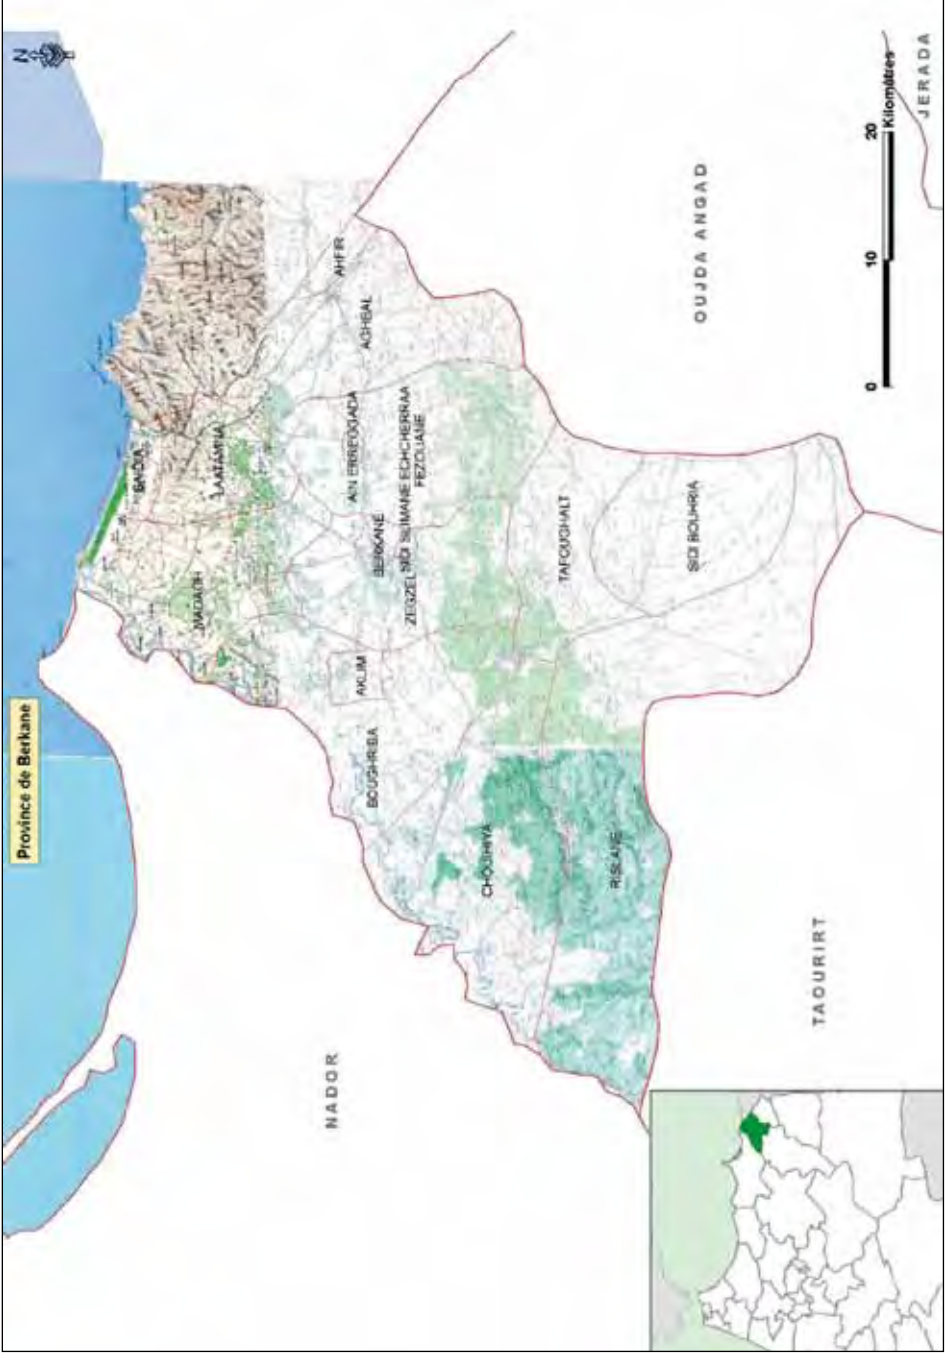 Province de Berkane
N
SAIDIA
MADAGH
LAATAMNA
NADOR
AHFIR
AIN ERREGGADA
AKLIM
AGHBAL
BOUGHRIBA
BERKANE
ZEGZEL
SIDI SLIMANE ECHCHERRAA
FEZOUANE
CHOUIHIYA
TAFOUGHALT
RISLANE
SIDI BOUHRIA
OUJDA ANGAD
TAOURIRT
0 10 20
Kilomètres
JERADA